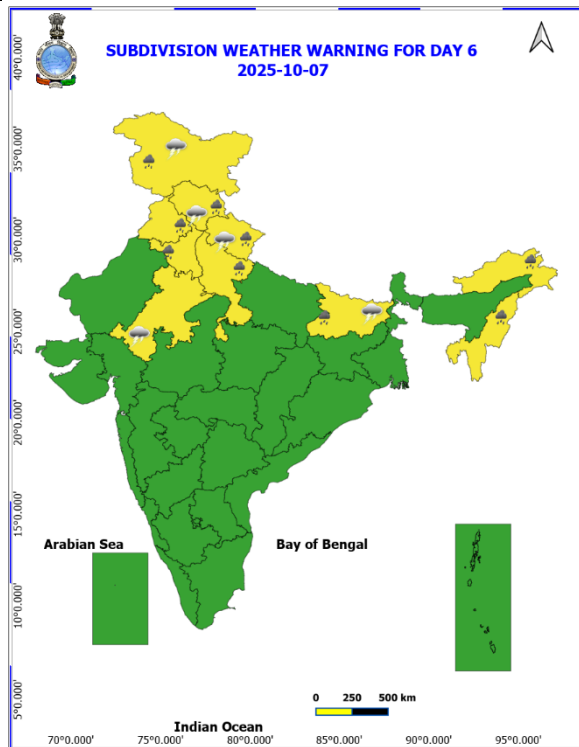 SUBDIVISION WEATHER WARNING FOR DAY 6
2025-10-07
40°0.000'
35°0.000'
30°0.000'
25°0.000'
20°0.000'
15°0.000'
10°0.000'
5°0.000'
Arabian Sea
Bay of Bengal
0 250 500 km
Indian Ocean
70°0.000' 75°0.000' 80°0.000' 85°0.000' 90°0.000' 95°0.000'